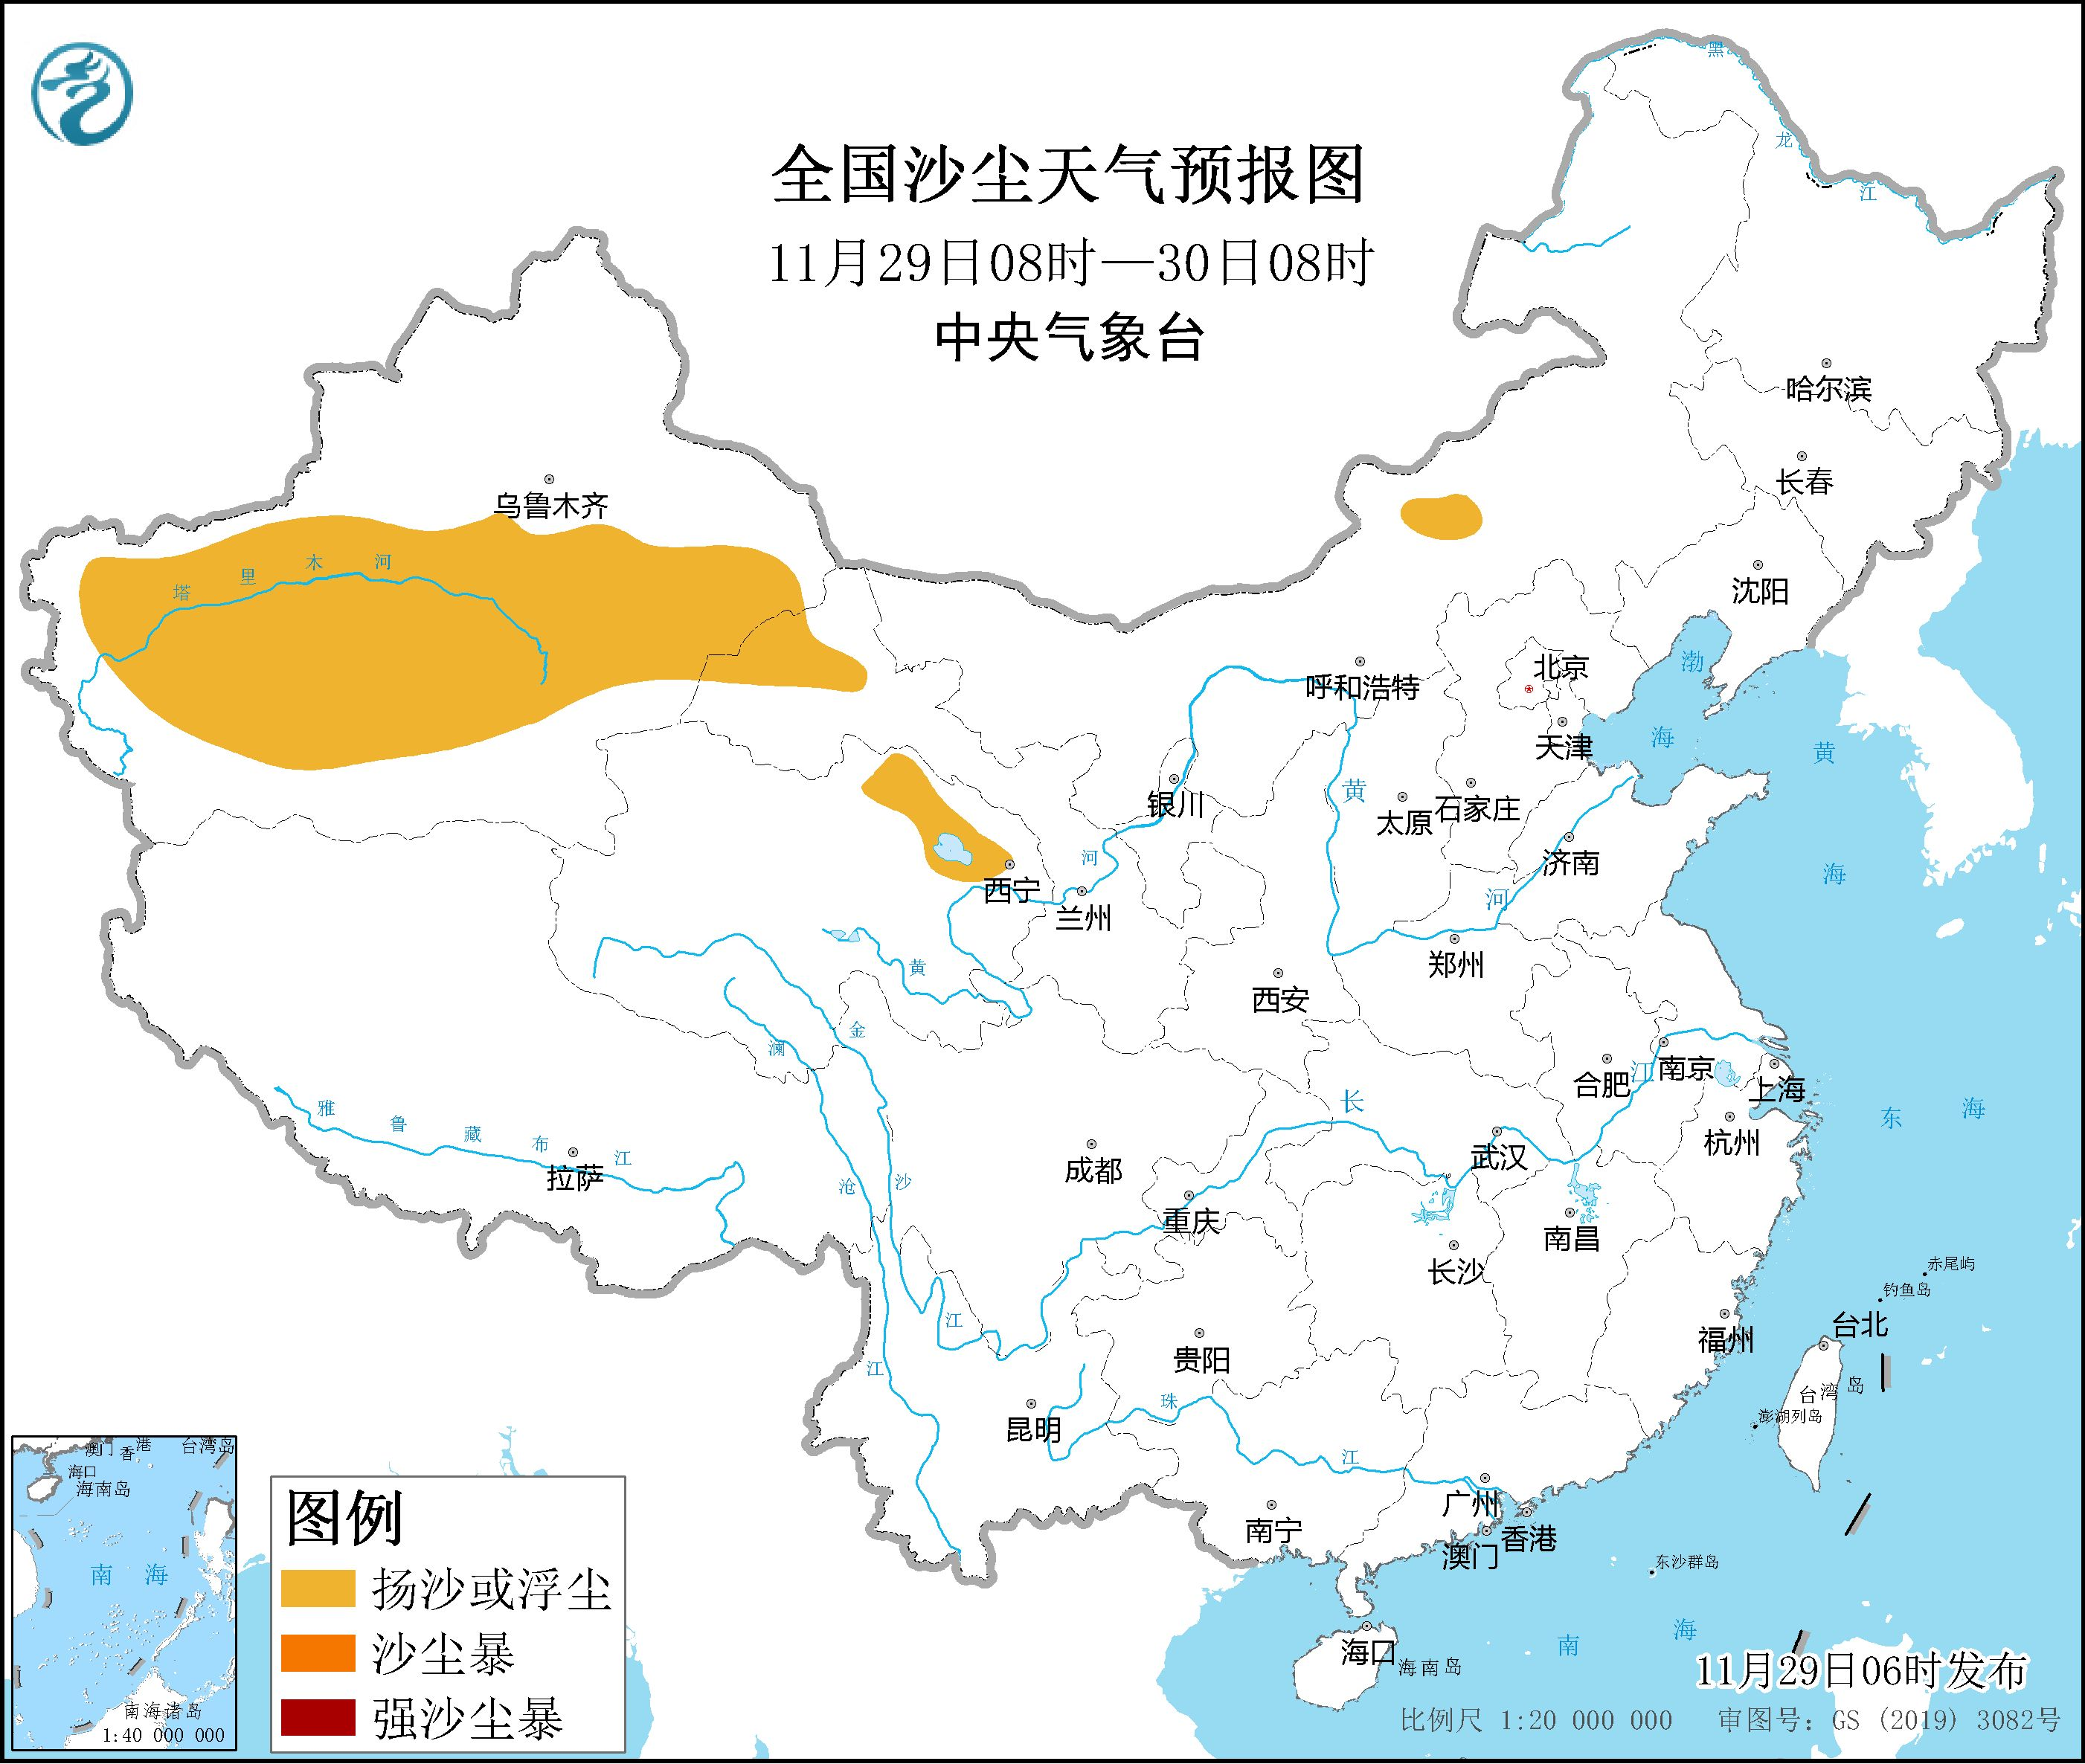 全国沙尘天气预报图
11月29日08时—30日08时
中央气象台
黑
龙
江
哈尔滨
长春
沈阳
乌鲁木齐
塔里木河
呼和浩特
北京
天津
渤
海
黄
海
银川
黄
太原
石家庄
济南
河
西宁
兰州
河
郑州
黄
西安
金
澜
合肥
江
南京
上海
长
东海
雅鲁藏布江
拉萨
成都
沧
沙
武汉
杭州
重庆
南昌
长沙
赤尾屿
钓鱼岛
台北
福州
江
江
贵阳
台湾岛
澎湖列岛
昆明
珠
江
广州
香港
澳门
南宁
东沙群岛
海口
海南岛
南海
澳门
香港
台湾岛
海口
海南岛
南海
南海诸岛
1:40 000 000
图例
扬沙或浮尘
沙尘暴
强沙尘暴
11月29日06时发布
比例尺 1:20 000 000 审图号：GS (2019) 3082号